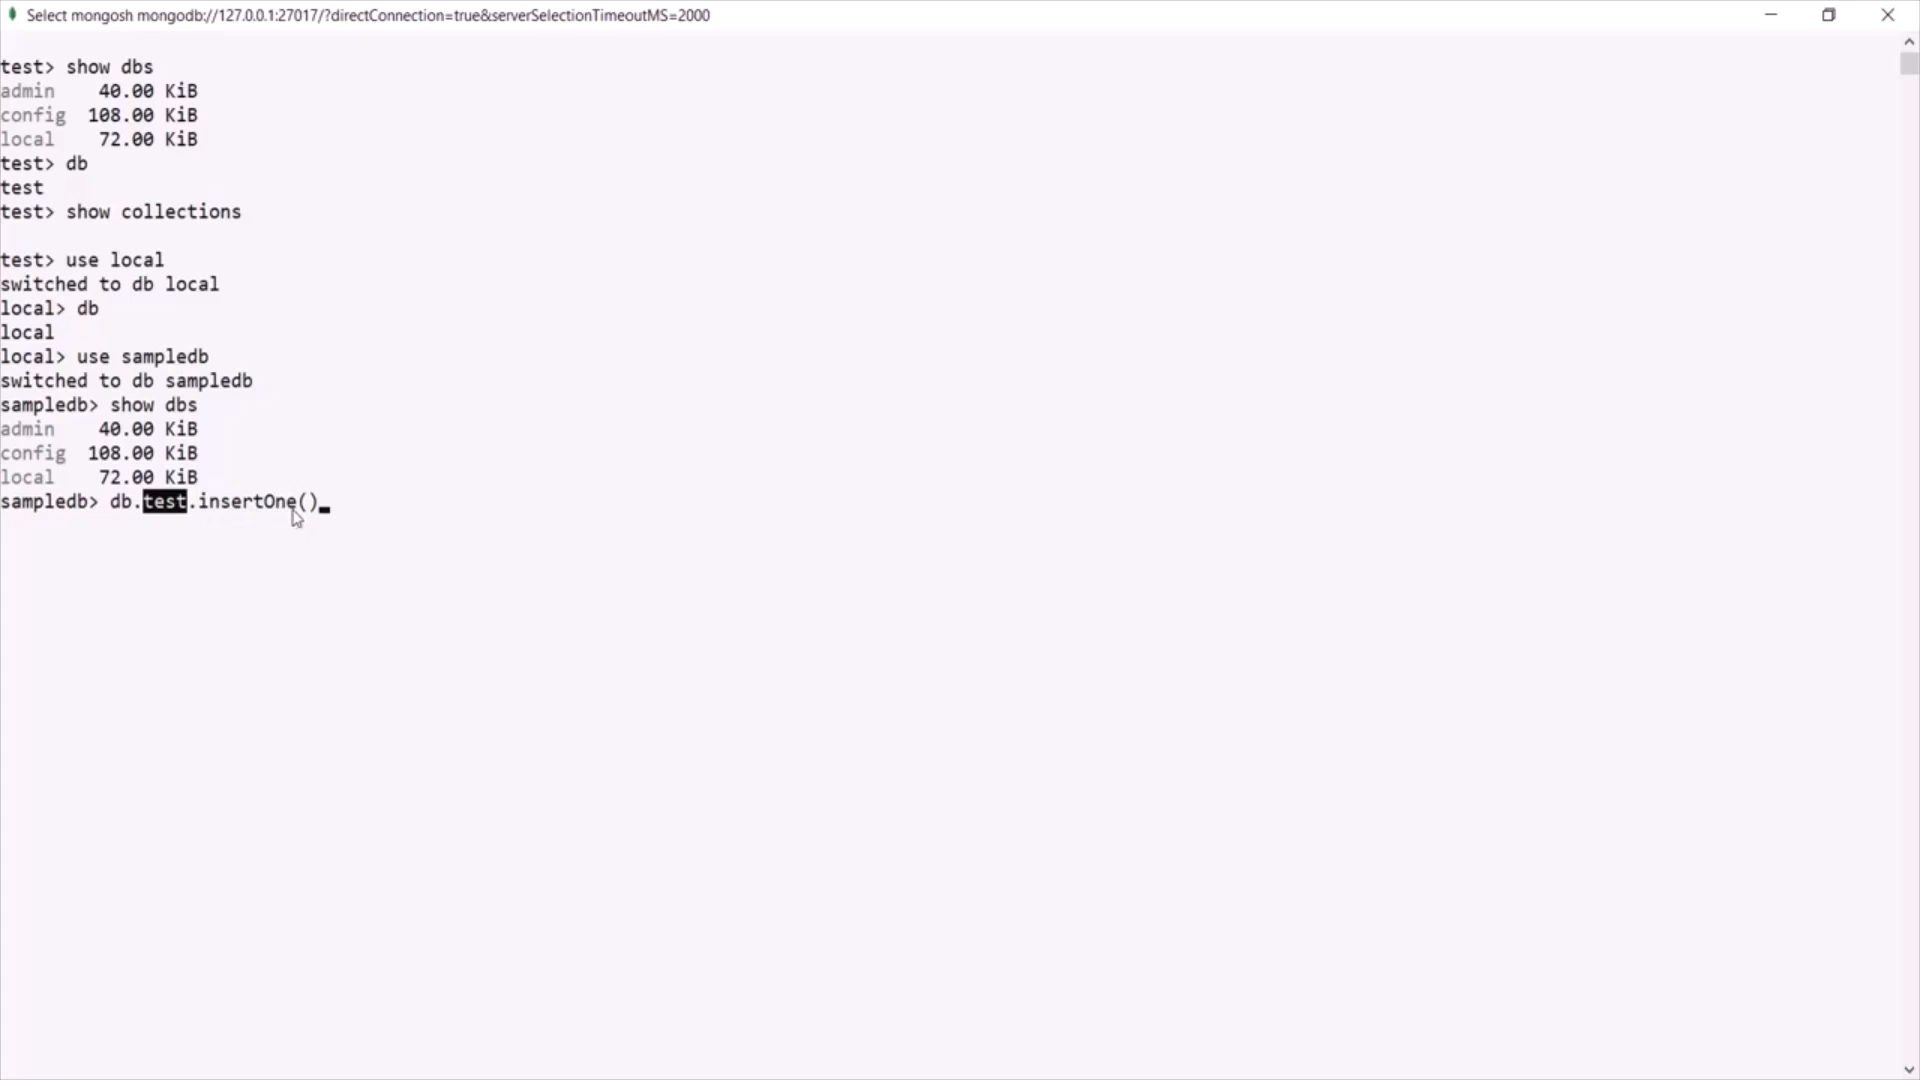 Select mongosh mongodb://127.0.0.1:27017/?directConnection=true&serverSelectionTimeoutMS=2000
test> show dbs
admin    40.00 KiB
config  108.00 KiB
local    72.00 KiB
test> db
test
test> show collections
test> use local
switched to db local
local> db
local
local> use sampledb
switched to db sampledb
sampledb> show dbs
admin    40.00 KiB
config  108.00 KiB
local    72.00 KiB
sampledb> db.test.insertOne()